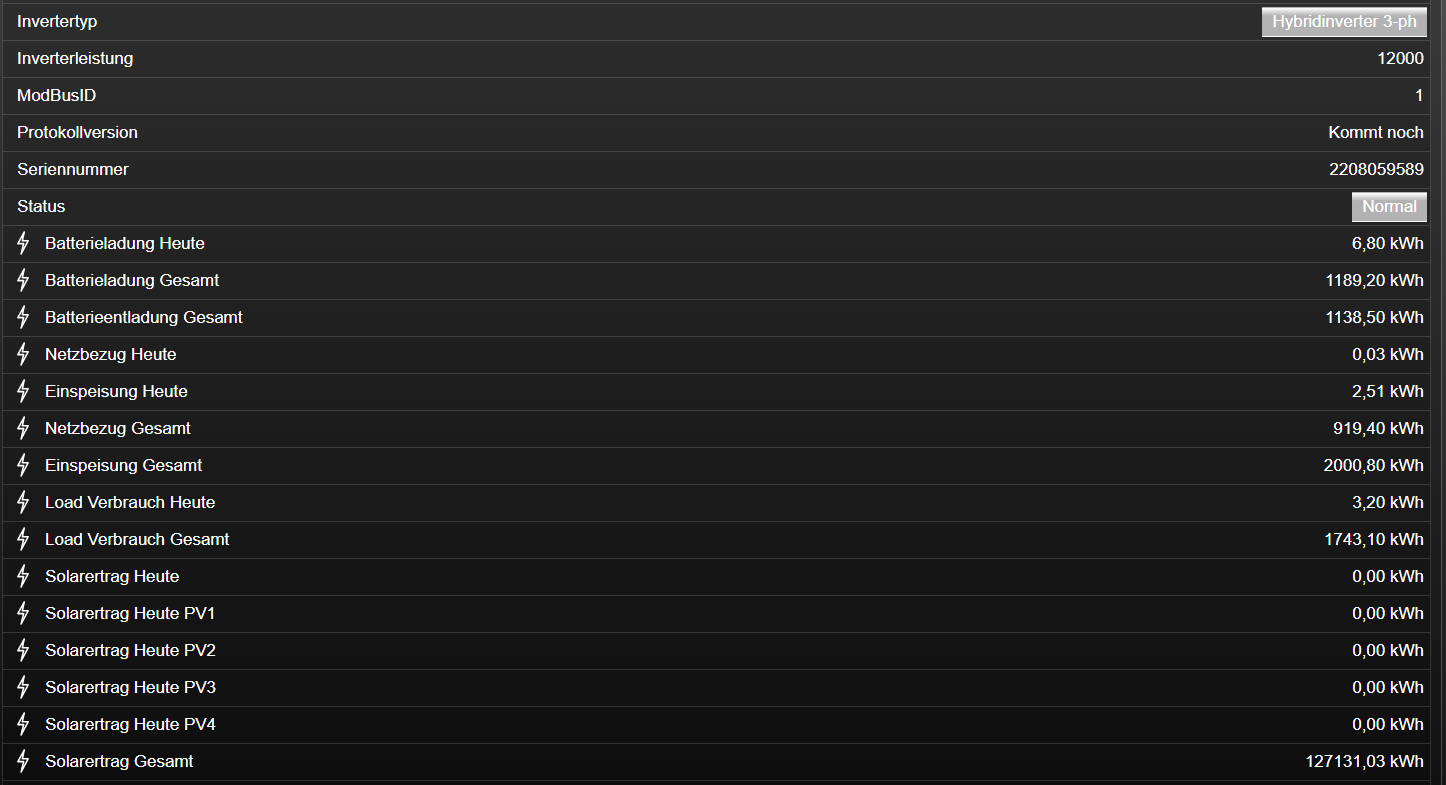 Invertertyp Hybridinverter 3-ph
Inverterleistung 12000
ModBusID 1
Protokollversion Kommt noch
Seriennummer 2208059589
Status Normal
Batterieladung Heute 6,80 kWh
Batterieladung Gesamt 1189,20 kWh
Batterieentladung Gesamt 1138,50 kWh
Netzbezug Heute 0,03 kWh
Einspeisung Heute 2,51 kWh
Netzbezug Gesamt 919,40 kWh
Einspeisung Gesamt 2000,80 kWh
Load Verbrauch Heute 3,20 kWh
Load Verbrauch Gesamt 1743,10 kWh
Solarertrag Heute 0,00 kWh
Solarertrag Heute PV1 0,00 kWh
Solarertrag Heute PV2 0,00 kWh
Solarertrag Heute PV3 0,00 kWh
Solarertrag Heute PV4 0,00 kWh
Solarertrag Gesamt 127131,03 kWh